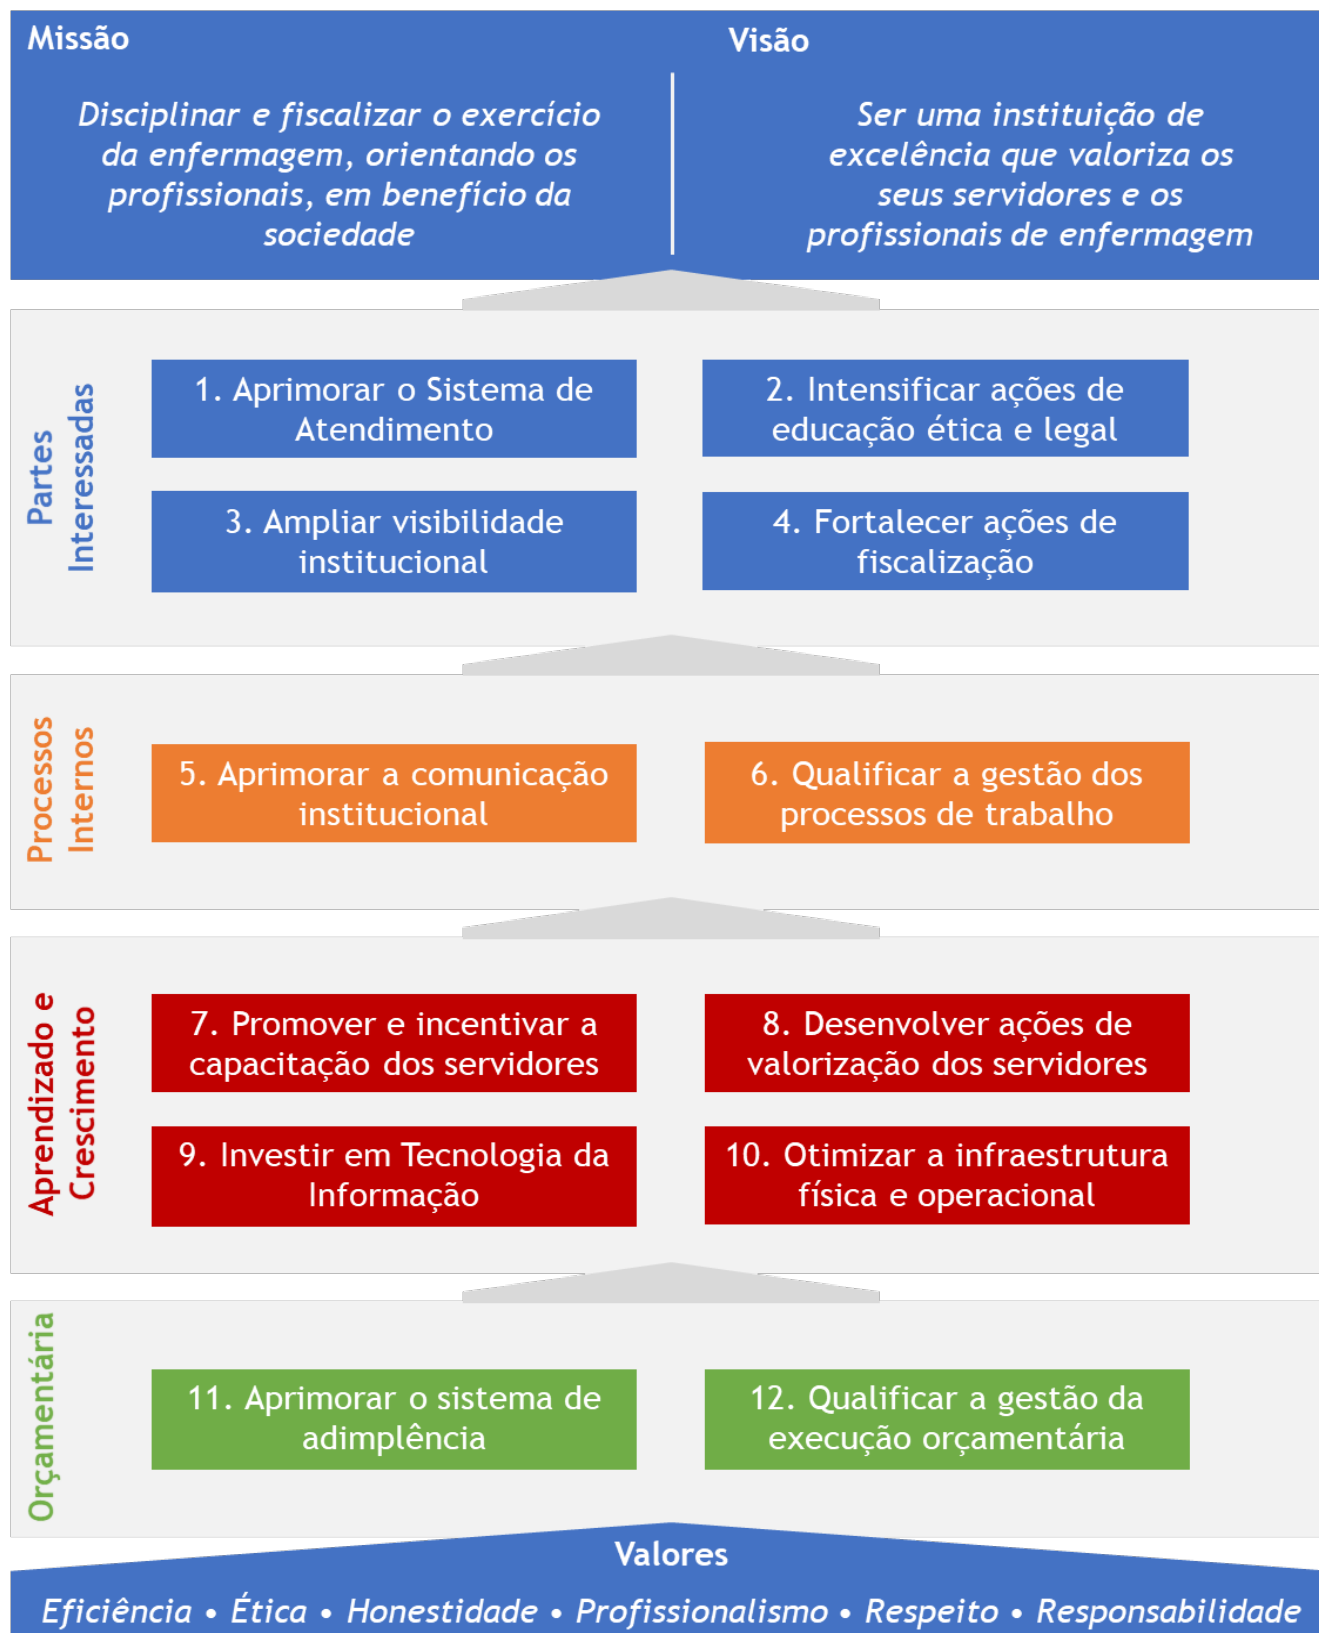 Missão
Disciplinar e fiscalizar o exercício
da enfermagem, orientando os
profissionais, em benefício da
sociedade
Visão
Ser uma instituição de
excelência que valoriza os
seus servidores e os
profissionais de enfermagem
Partes
Interessadas
1. Aprimorar o Sistema de
Atendimento
2. Intensificar ações de
educação ética e legal
3. Ampliar visibilidade
institucional
4. Fortalecer ações de
fiscalização
Processos
Internos
5. Aprimorar a comunicação
institucional
6. Qualificar a gestão dos
processos de trabalho
Aprendizado e
Crescimento
7. Promover e incentivar a
capacitação dos servidores
8. Desenvolver ações de
valorização dos servidores
9. Investir em Tecnologia da
Informação
10. Otimizar a infraestrutura
física e operacional
Orçamentária
11. Aprimorar o sistema de
adimplência
12. Qualificar a gestão da
execução orçamentária
Valores
Eficiência • Ética • Honestidade • Profissionalismo • Respeito • Responsabilidade